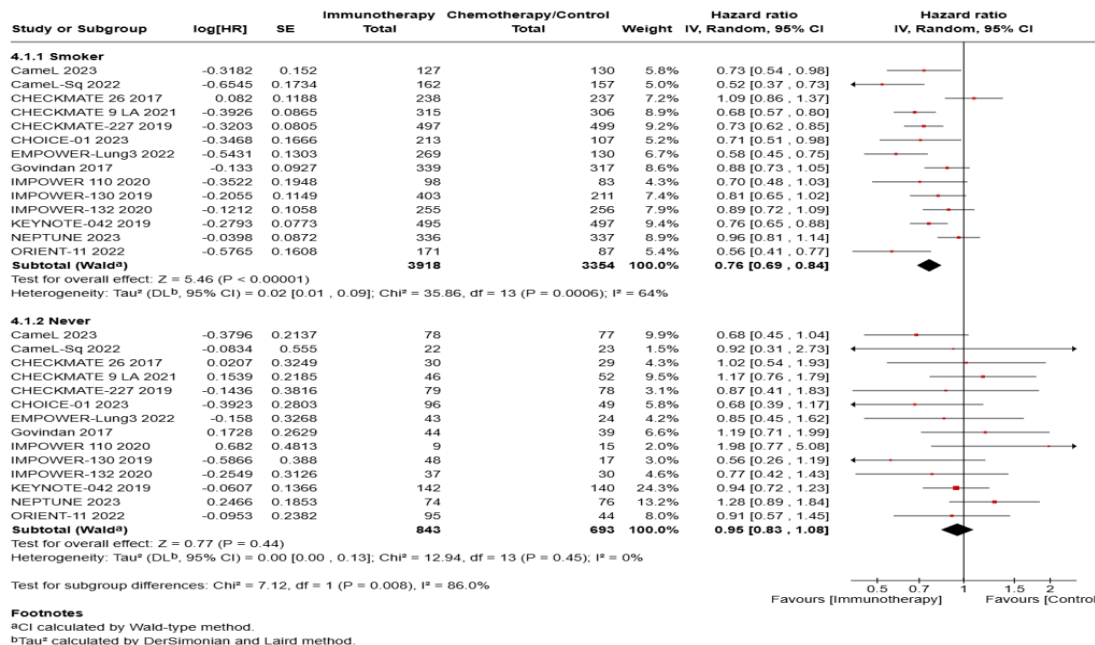 Immunotherapy Chemotherapy/Control Hazard ratio Hazard ratio
Study or Subgroup log[HR] SE Total Total Weight IV, Random, 95% CI IV, Random, 95% CI
4.1.1 Smoker
CameL 2023 -0.3182 0.152 127 130 5.8% 0.73 [0.54 , 0.98]
CameL-Sq 2022 -0.6545 0.1734 162 157 5.0% 0.52 [0.37 , 0.73]
CHECKMATE 26 2017 0.082 0.1188 238 237 7.2% 1.09 [0.86 , 1.37]
CHECKMATE 9 LA 2021 -0.3926 0.0865 315 306 8.6% 0.68 [0.57 , 0.80]
CHECKMATE-227 2019 -0.3203 0.0805 497 499 8.9% 0.73 [0.62 , 0.85]
CHOICE-01 2023 -0.3468 0.1666 213 107 5.2% 0.71 [0.51 , 0.98]
EMPOWER-Lung3 2022 -0.5431 0.1303 269 130 6.7% 0.58 [0.45 , 0.75]
Govindan 2017 -0.133 0.0927 339 317 8.3% 0.88 [0.73 , 1.05]
IMPOWER 110 2020 -0.3522 0.1948 98 83 4.3% 0.70 [0.48 , 1.03]
IMPOWER-130 2019 -0.2055 0.1149 403 211 7.4% 0.81 [0.65 , 1.02]
IMPOWER-132 2020 -0.1212 0.1058 255 256 7.8% 0.89 [0.72 , 1.09]
KEYNOTE-042 2019 -0.2793 0.0773 495 497 9.0% 0.76 [0.65 , 0.88]
NEPTUNE 2023 -0.0398 0.0872 336 337 8.6% 0.96 [0.81 , 1.14]
ORIENT-11 2022 -0.5765 0.1608 171 87 5.4% 0.56 [0.41 , 0.77]
Subtotal (Waldᵃ) 3918 3354 100.0% 0.76 [0.69 , 0.84]
Test for overall effect: Z = 5.46 (P < 0.00001)
Heterogeneity: Tau² (DLᵇ, 95% CI) = 0.02 [0.01 , 0.09]; Chi² = 35.86, df = 13 (P = 0.0006); I² = 64%
4.1.2 Never
CameL 2023 -0.3796 0.2137 78 77 9.9% 0.68 [0.45 , 1.04]
CameL-Sq 2022 -0.0834 0.555 22 23 1.5% 0.92 [0.31 , 2.73]
CHECKMATE 26 2017 0.0207 0.3249 30 29 4.3% 1.02 [0.54 , 1.93]
CHECKMATE 9 LA 2021 0.1539 0.2185 46 52 9.5% 1.17 [0.76 , 1.79]
CHECKMATE-227 2019 -0.1436 0.3816 79 78 3.1% 0.87 [0.41 , 1.83]
CHOICE-01 2023 -0.3923 0.2803 96 49 5.8% 0.68 [0.39 , 1.17]
EMPOWER-Lung3 2022 -0.158 0.3268 43 24 4.2% 0.85 [0.45 , 1.62]
Govindan 2017 0.1728 0.2629 44 39 6.6% 1.19 [0.71 , 1.99]
IMPOWER 110 2020 0.682 0.4813 9 15 2.0% 1.98 [0.77 , 5.08]
IMPOWER-130 2019 -0.5866 0.388 48 17 3.0% 0.56 [0.26 , 1.19]
IMPOWER-132 2020 -0.2549 0.3126 37 30 4.6% 0.77 [0.42 , 1.43]
KEYNOTE-042 2019 -0.0607 0.1366 142 140 24.3% 0.94 [0.72 , 1.23]
NEPTUNE 2023 0.2466 0.1853 74 76 13.2% 1.28 [0.89 , 1.84]
ORIENT-11 2022 -0.0953 0.2382 95 44 8.0% 0.91 [0.57 , 1.45]
Subtotal (Waldᵃ) 843 693 100.0% 0.95 [0.83 , 1.08]
Test for overall effect: Z = 0.77 (P = 0.44)
Heterogeneity: Tau² (DLᵇ, 95% CI) = 0.00 [0.00 , 0.13]; Chi² = 12.94, df = 13 (P = 0.45); I² = 0%
Test for subgroup differences: Chi² = 7.12, df = 1 (P = 0.008), I² = 86.0%
0.5 0.7 1 1.5 2
Favours [Immunotherapy] Favours [Control
Footnotes
ᵃCI calculated by Wald-type method.
ᵇTau² calculated by DerSimonian and Laird method.